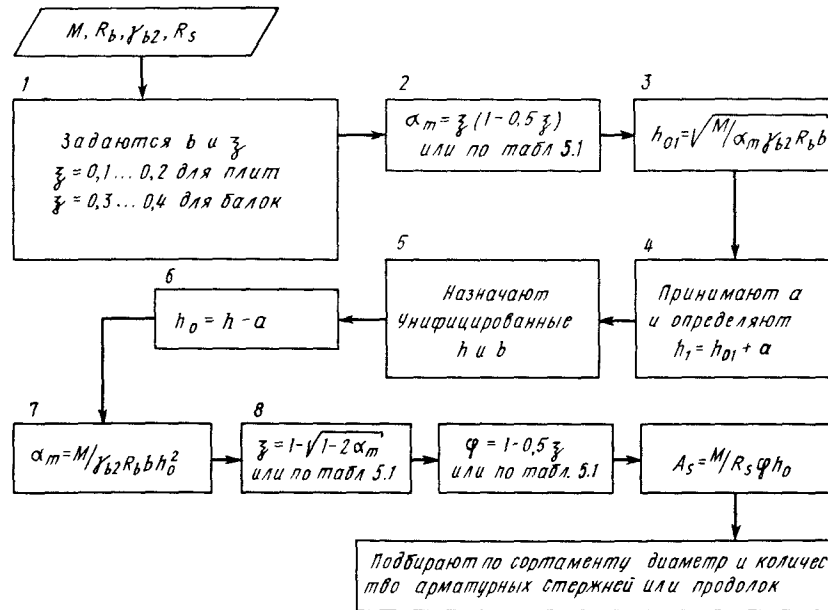 M, R_b, γ_b2, R_s
1
Задаются b и ξ
ξ = 0,1 ... 0,2 для плит
ξ = 0,3 ... 0,4 для балок
2
α_m = ξ (1 - 0,5 ξ)
или по табл 5.1
3
h_01 = √M/α_m γ_b2 R_b b
4
Принимают a
и определяют
h_1 = h_01 + a
5
Назначают
унифицированные
h и b
6
h_0 = h - a
7
α_m = M/γ_b2 R_b b h_0^2
8
ξ = 1 - √1 - 2α_m
или по табл 5.1
φ = 1 - 0,5 ξ
или по табл. 5.1
A_s = M/R_s φ h_0
Подбирают по сортаменту диаметр и количес-
тво арматурных стержней или продолок